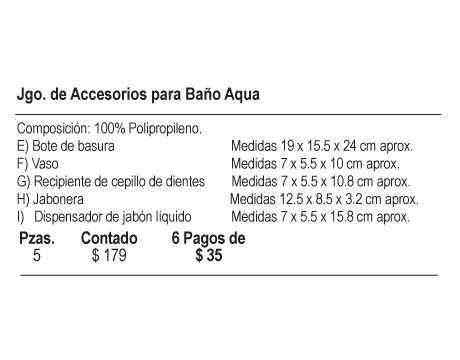 Jgo. de Accesorios para Baño Aqua
Composición: 100% Polipropileno.
E) Bote de basura Medidas 19 x 15.5 x 24 cm aprox.
F) Vaso Medidas 7 x 5.5 x 10 cm aprox.
G) Recipiente de cepillo de dientes Medidas 7 x 5.5 x 10.8 cm aprox.
H) Jabonera Medidas 12.5 x 8.5 x 3.2 cm aprox.
I) Dispensador de jabón líquido Medidas 7 x 5.5 x 15.8 cm aprox.
Pzas. Contado 6 Pagos de
5 $ 179 $ 35